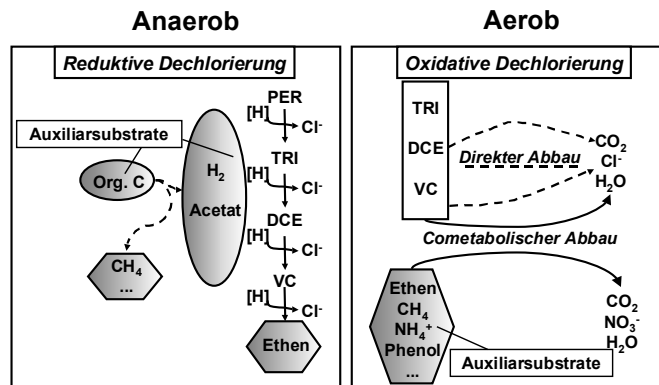 Anaerob
Reduktive Dechlorierung
Auxiliarsubstrate
Org. C
CH4
...
H2
Acetat
PER
[H]
Cl-
TRI
[H]
Cl-
DCE
[H]
Cl-
VC
[H]
Cl-
Ethen
Aerob
Oxidative Dechlorierung
TRI
DCE
VC
Direkter Abbau
CO2
Cl-
H2O
Cometabolischer Abbau
Ethen
CH4
NH4+
Phenol
...
Auxiliarsubstrate
CO2
NO3-
H2O